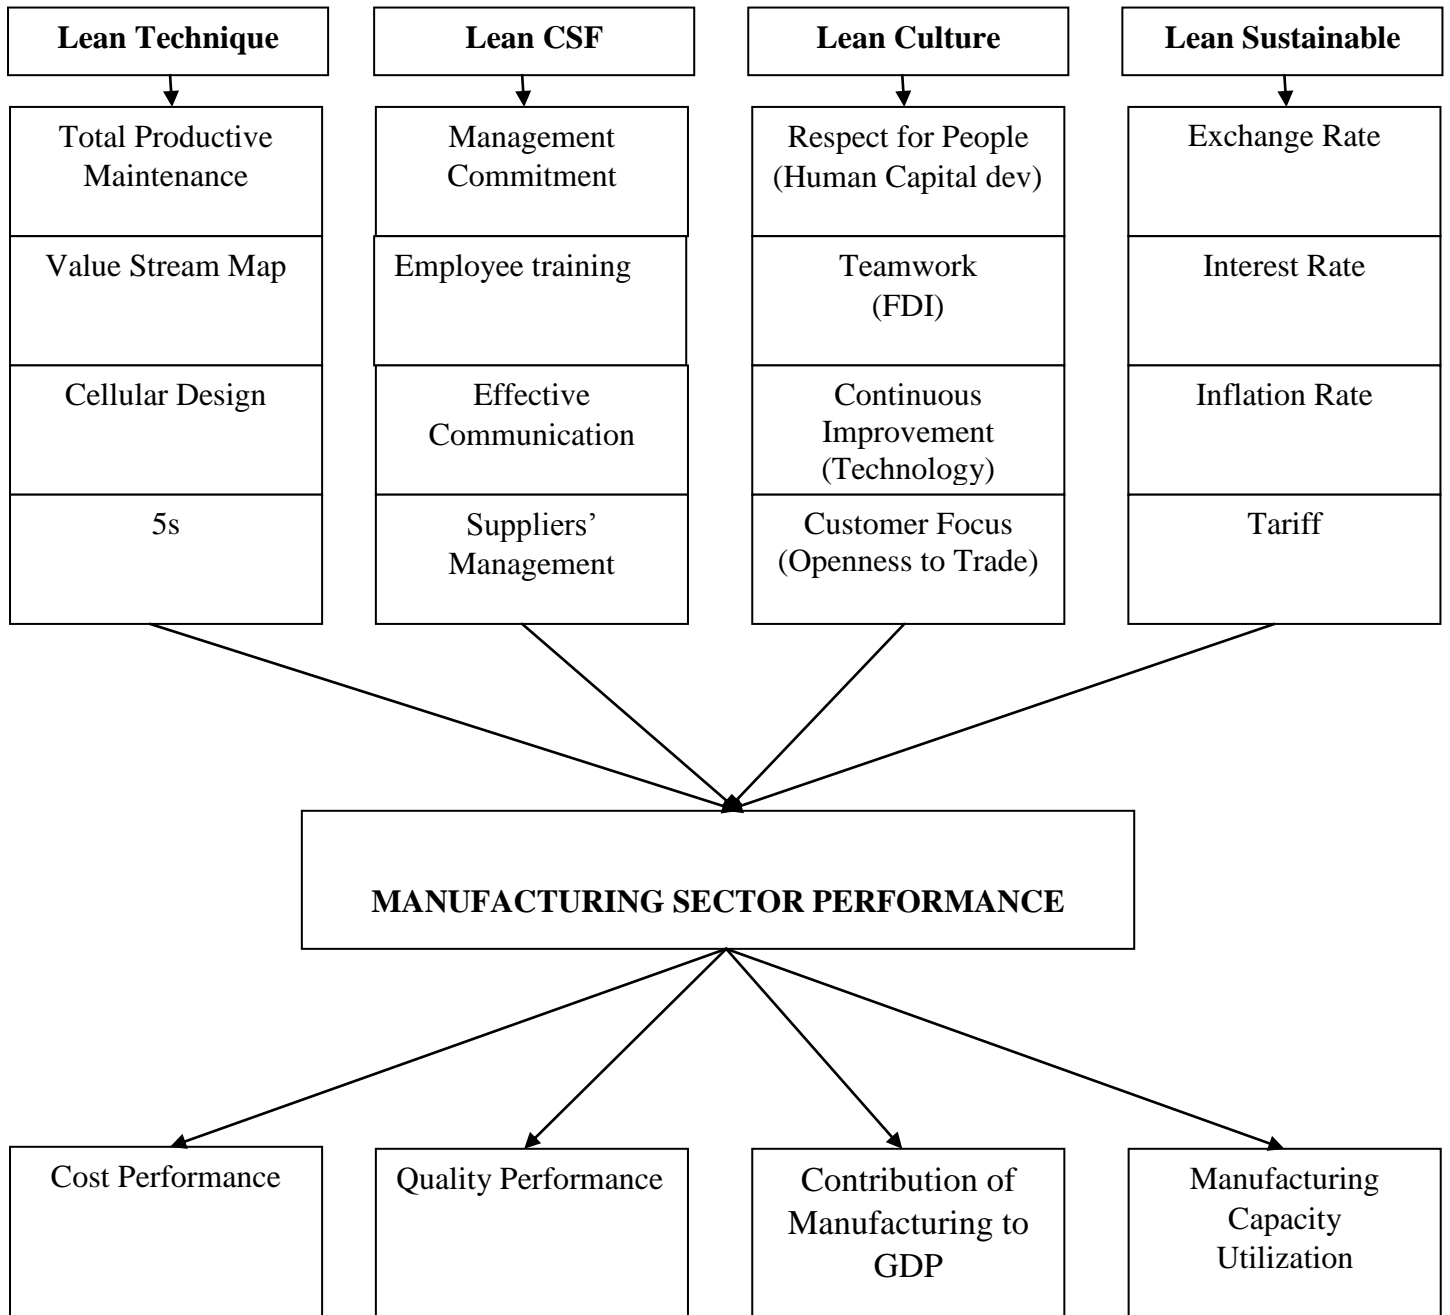 Lean Technique
Lean CSF
Lean Culture
Lean Sustainable
Total Productive
Maintenance
Management
Commitment
Respect for People
(Human Capital dev)
Exchange Rate
Value Stream Map
Employee training
Teamwork
(FDI)
Interest Rate
Cellular Design
Effective
Communication
Continuous
Improvement
(Technology)
Inflation Rate
5s
Suppliers’
Management
Customer Focus
(Openness to Trade)
Tariff
MANUFACTURING SECTOR PERFORMANCE
Cost Performance
Quality Performance
Contribution of
Manufacturing to
GDP
Manufacturing
Capacity
Utilization